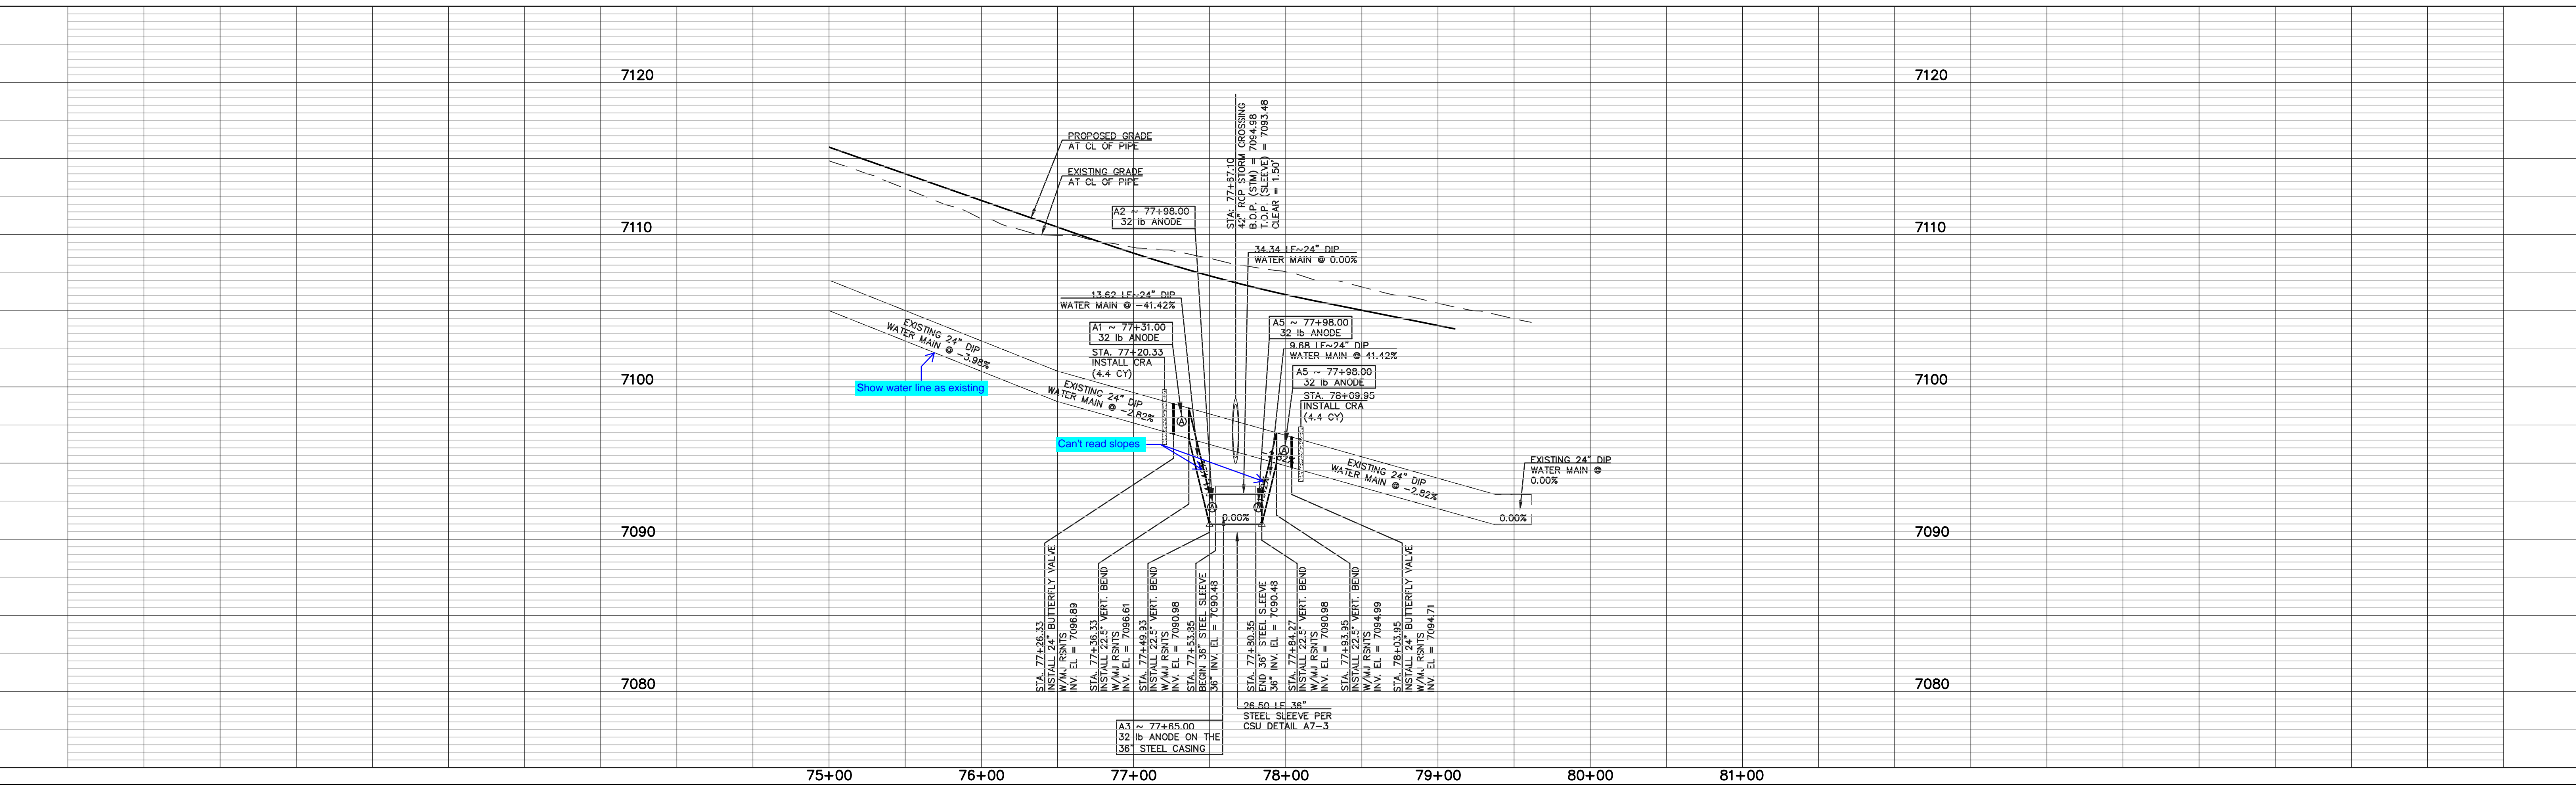 7120
7120
PROPOSED GRADE
AT CL OF PIPE
EXISTING GRADE
AT CL OF PIPE
A2 ~ 77+98.00
32 lb ANODE
STA: 77+67.10
42" RCP STORM CROSSING
B.O.P. (STM) = 7094.98
T.O.P. (SLEEVE) = 7093.48
CLEAR = 1.50'
7110
7110
34.34 LF~24" DIP
WATER MAIN @ 0.00%
13.62 LF~24" DIP
WATER MAIN @ -41.42%
A1 ~ 77+31.00
32 lb ANODE
STA. 77+20.33
INSTALL CRA
(4.4 CY)
A5 ~ 77+98.00
32 lb ANODE
9.68 LF~24" DIP
WATER MAIN @ 41.42%
A5 ~ 77+98.00
32 lb ANODE
STA. 78+09.95
INSTALL CRA
(4.4 CY)
EXISTING 24" DIP
WATER MAIN @ -3.98%
7100
7100
Show water line as existing
EXISTING 24" DIP
WATER MAIN @ -2.82%
A
A
Can't read slopes
EXISTING 24" DIP
WATER MAIN @ -2.82%
EXISTING 24" DIP
WATER MAIN @
0.00%
0.00%
0.00%
7090
7090
STA. 77+26.33
INSTALL 24" BUTTERFLY VALVE
W/MJ RSNTS
INV. EL = 7096.89
STA. 77+36.33
INSTALL 22.5° VERT. BEND
W/MJ RSNTS
INV. EL = 7096.61
STA. 77+49.93
INSTALL 22.5° VERT. BEND
W/MJ RSNTS
INV. EL = 7090.98
STA. 77+53.85
BEGIN 36" STEEL SLEEVE
36" INV. EL = 7090.48
STA. 77+80.35
END 36" STEEL SLEEVE
36" INV. EL = 7090.48
STA. 77+84.27
INSTALL 22.5° VERT. BEND
W/MJ RSNTS
INV. EL = 7090.98
STA. 77+93.95
INSTALL 22.5° VERT. BEND
W/MJ RSNTS
INV. EL = 7094.99
STA. 78+03.95
INSTALL 24" BUTTERFLY VALVE
W/MJ RSNTS
INV. EL = 7094.71
7080
7080
26.50 LF 36"
STEEL SLEEVE PER
CSU DETAIL A7-3
A3 ~ 77+65.00
32 lb ANODE ON THE
36" STEEL CASING
75+00
76+00
77+00
78+00
79+00
80+00
81+00